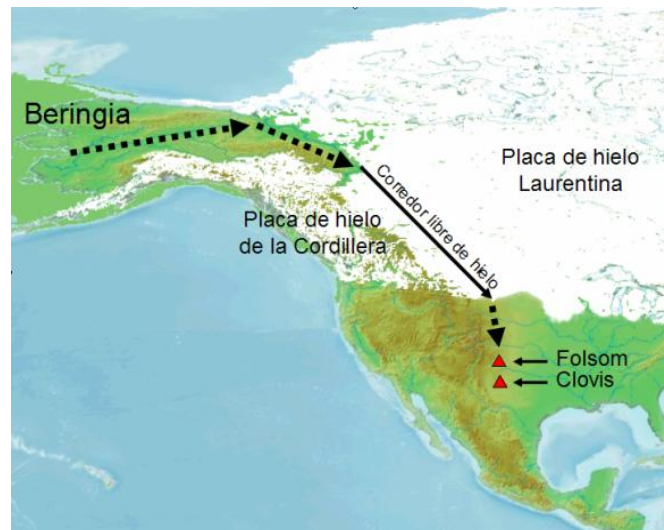 Beringia
Placa de hielo
Laurentina
Corredor libre de hielo
Placa de hielo
de la Cordillera
Folsom
Clovis